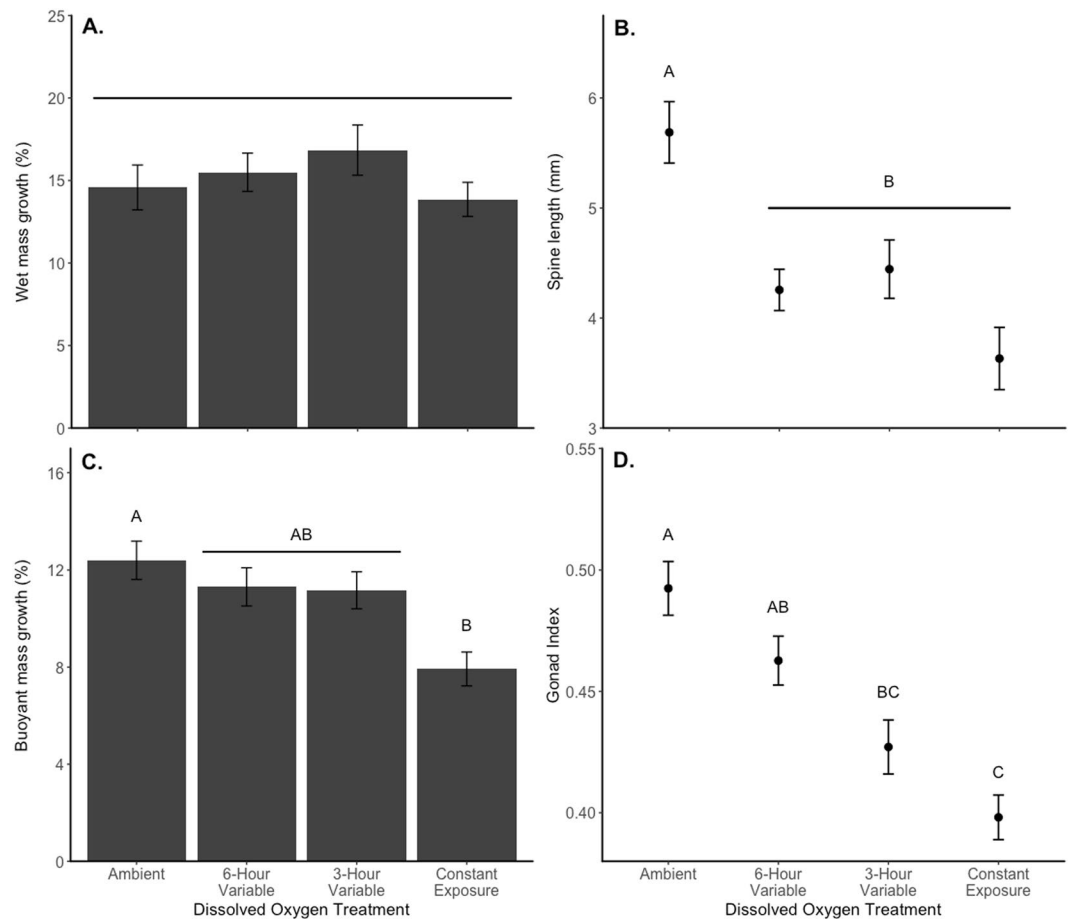 A.
25
20
15
10
5
0
Wet mass growth (%)
B.
A
B
6
5
4
3
Spine length (mm)
C.
16
12
8
4
0
Buoyant mass growth (%)
A
AB
B
Ambient
6-Hour
Variable
3-Hour
Variable
Constant
Exposure
Dissolved Oxygen Treatment
D.
0.55
0.50
0.45
0.40
Gonad Index
A
AB
BC
C
Ambient
6-Hour
Variable
3-Hour
Variable
Constant
Exposure
Dissolved Oxygen Treatment